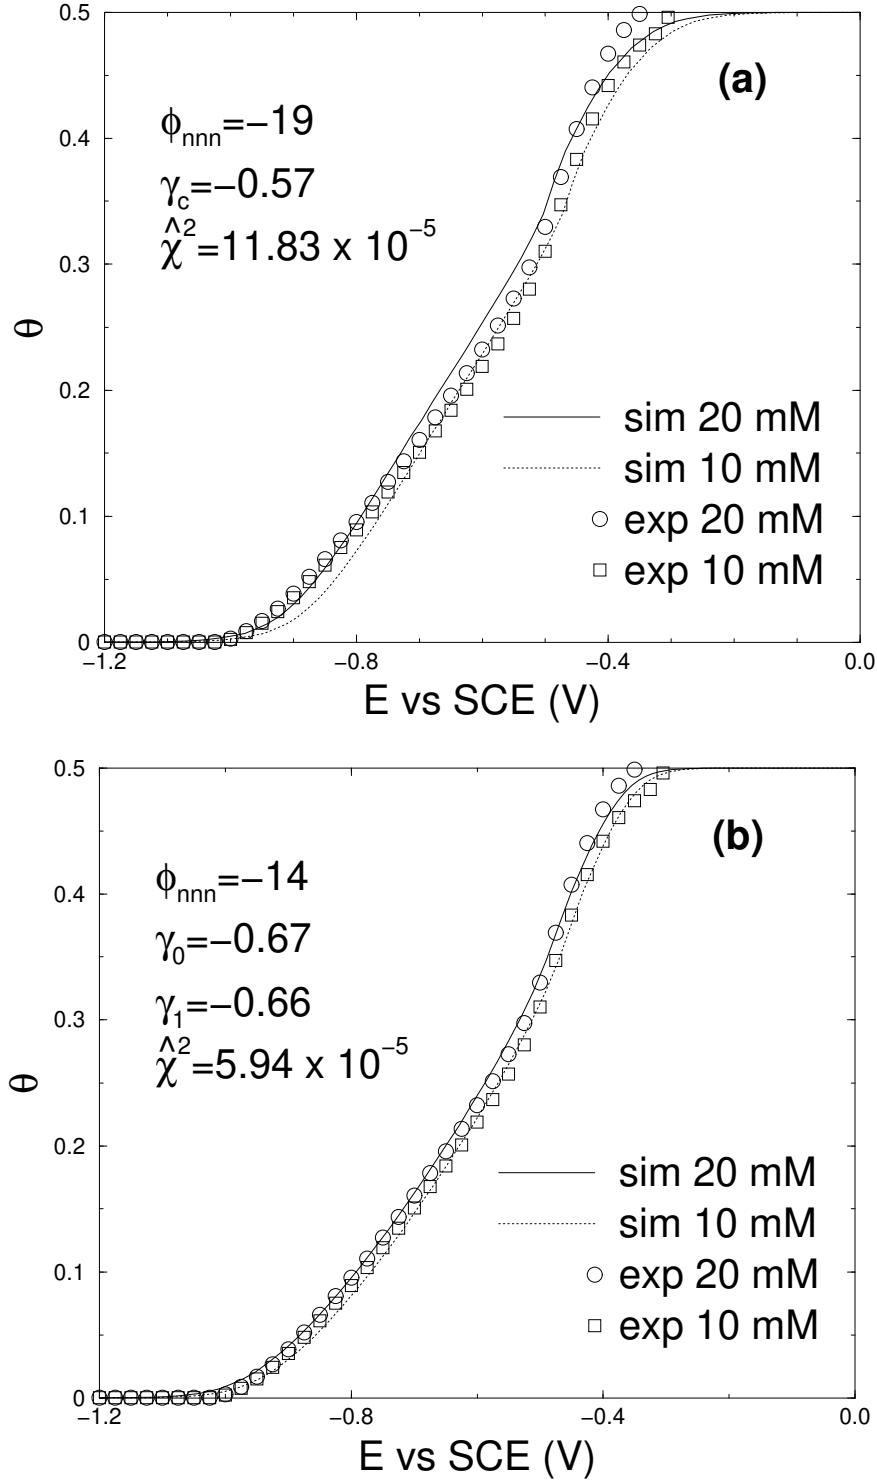 0.5
(a)
ϕnnn=−19
0.4
γc=−0.57
χ̂²=11.83 x 10⁻⁵
0.3
θ
0.2
sim 20 mM
sim 10 mM
0.1
exp 20 mM
exp 10 mM
0
−1.2 −0.8 −0.4 0.0
E vs SCE (V)
0.5
(b)
ϕnnn=−14
0.4
γ0=−0.67
γ1=−0.66
0.3
χ̂²=5.94 x 10⁻⁵
θ
0.2
sim 20 mM
sim 10 mM
0.1
exp 20 mM
exp 10 mM
0
−1.2 −0.8 −0.4 0.0
E vs SCE (V)